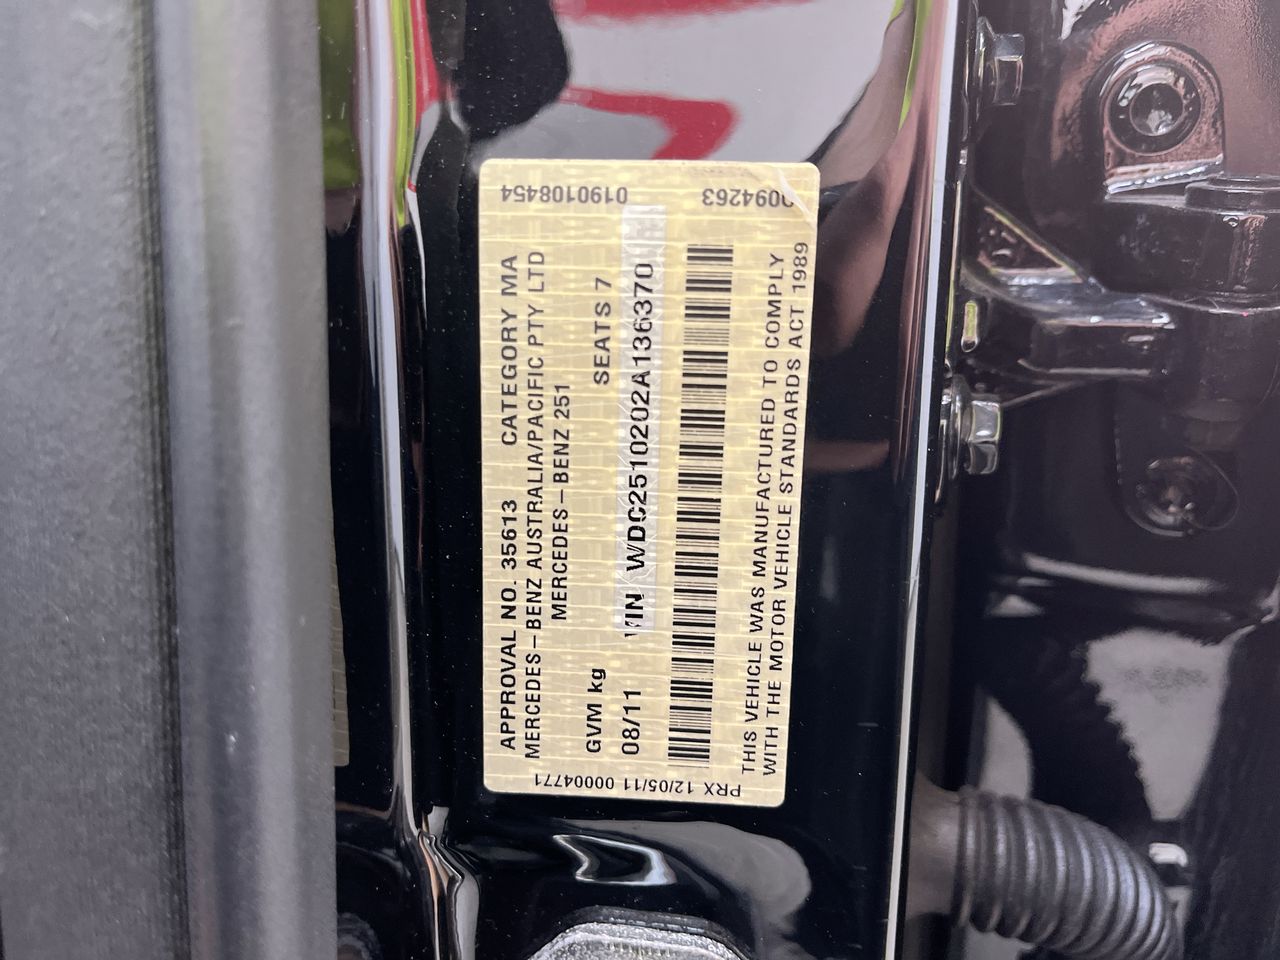 APPROVAL NO. 35613 CATEGORY MA
MERCEDES-BENZ AUSTRALIA/PACIFIC PTY LTD
MERCEDES-BENZ 251
GVM kg SEATS 7
08/11 VIN WDC2510202A136370
THIS VEHICLE WAS MANUFACTURED TO COMPLY
WITH THE MOTOR VEHICLE STANDARDS ACT 1989
01901084​54
0094263
PRX 12/05/11 00004771